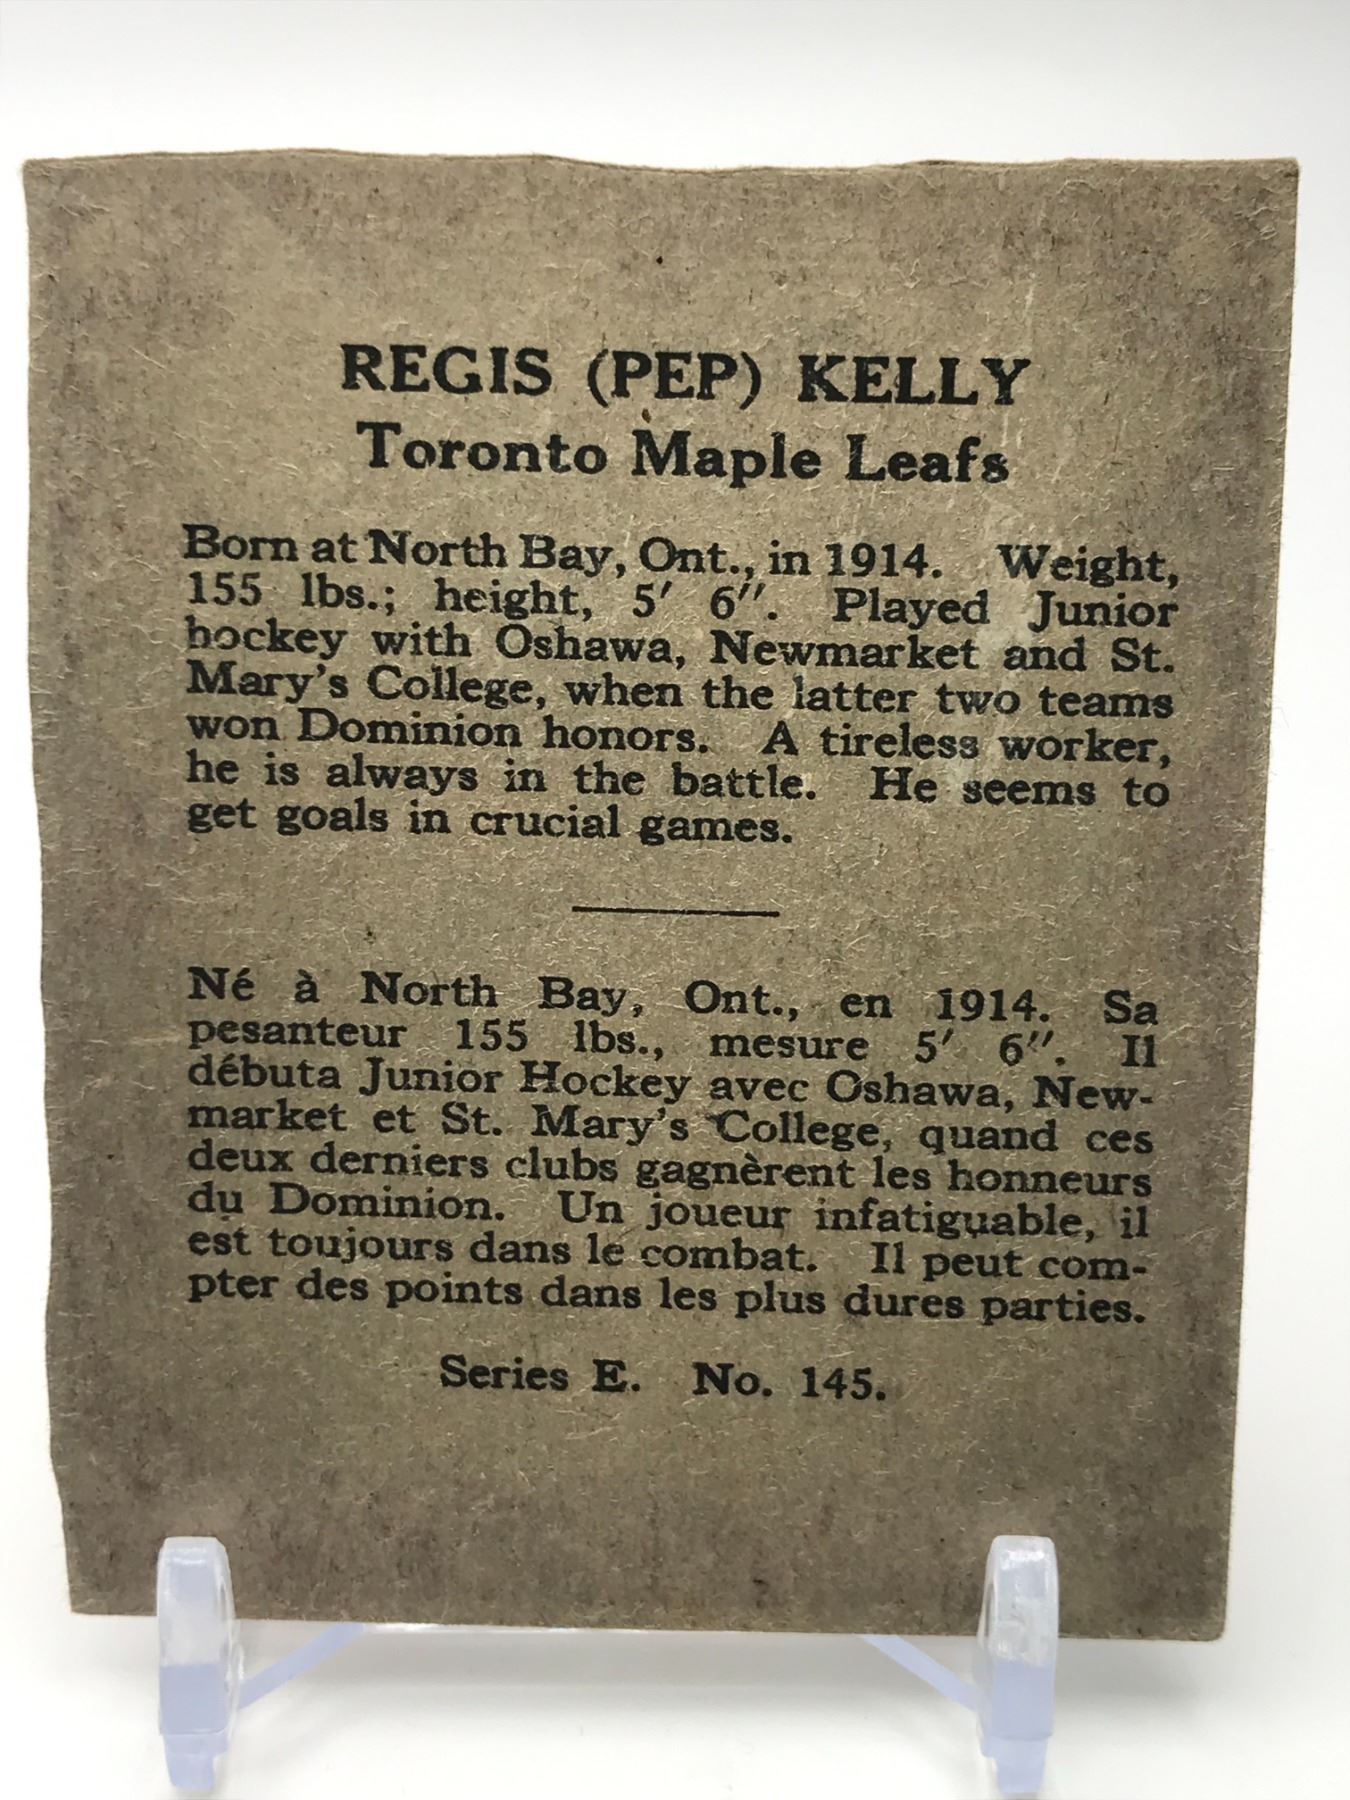 REGIS (PEP) KELLY
Toronto Maple Leafs
Born at North Bay, Ont., in 1914. Weight,
155 lbs.; height, 5′ 6″. Played Junior
hockey with Oshawa, Newmarket and St.
Mary's College, when the latter two teams
won Dominion honors. A tireless worker,
he is always in the battle. He seems to
get goals in crucial games.
Né à North Bay, Ont., en 1914. Sa
pesanteur 155 lbs., mesure 5′ 6″. Il
débuta Junior Hockey avec Oshawa, New-
market et St. Mary's College, quand ces
deux derniers clubs gagnèrent les honneurs
du Dominion. Un joueur infatiguable, il
est toujours dans le combat. Il peut com-
pter des points dans les plus dures parties.
Series E. No. 145.